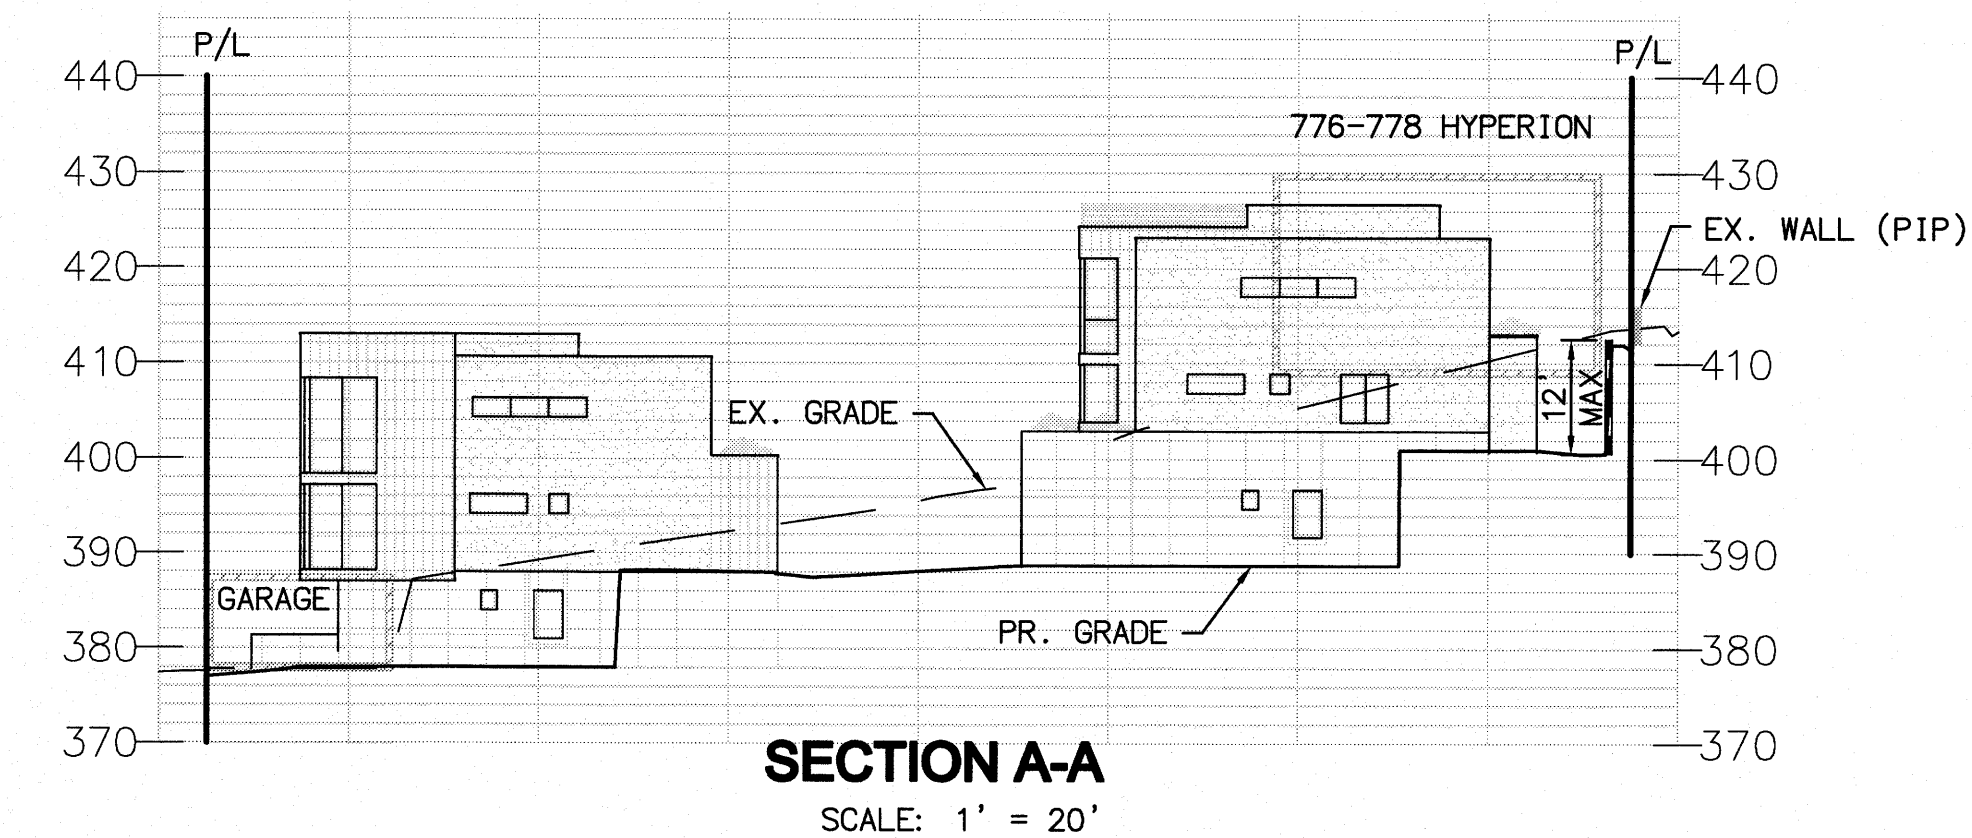 P/L
P/L
440
440
776-778 HYPERION
430
430
EX. WALL (PIP)
420
420
410
410
12' MAX
EX. GRADE
400
400
390
390
GARAGE
PR. GRADE
380
380
370
370
SECTION A-A
SCALE: 1' = 20'